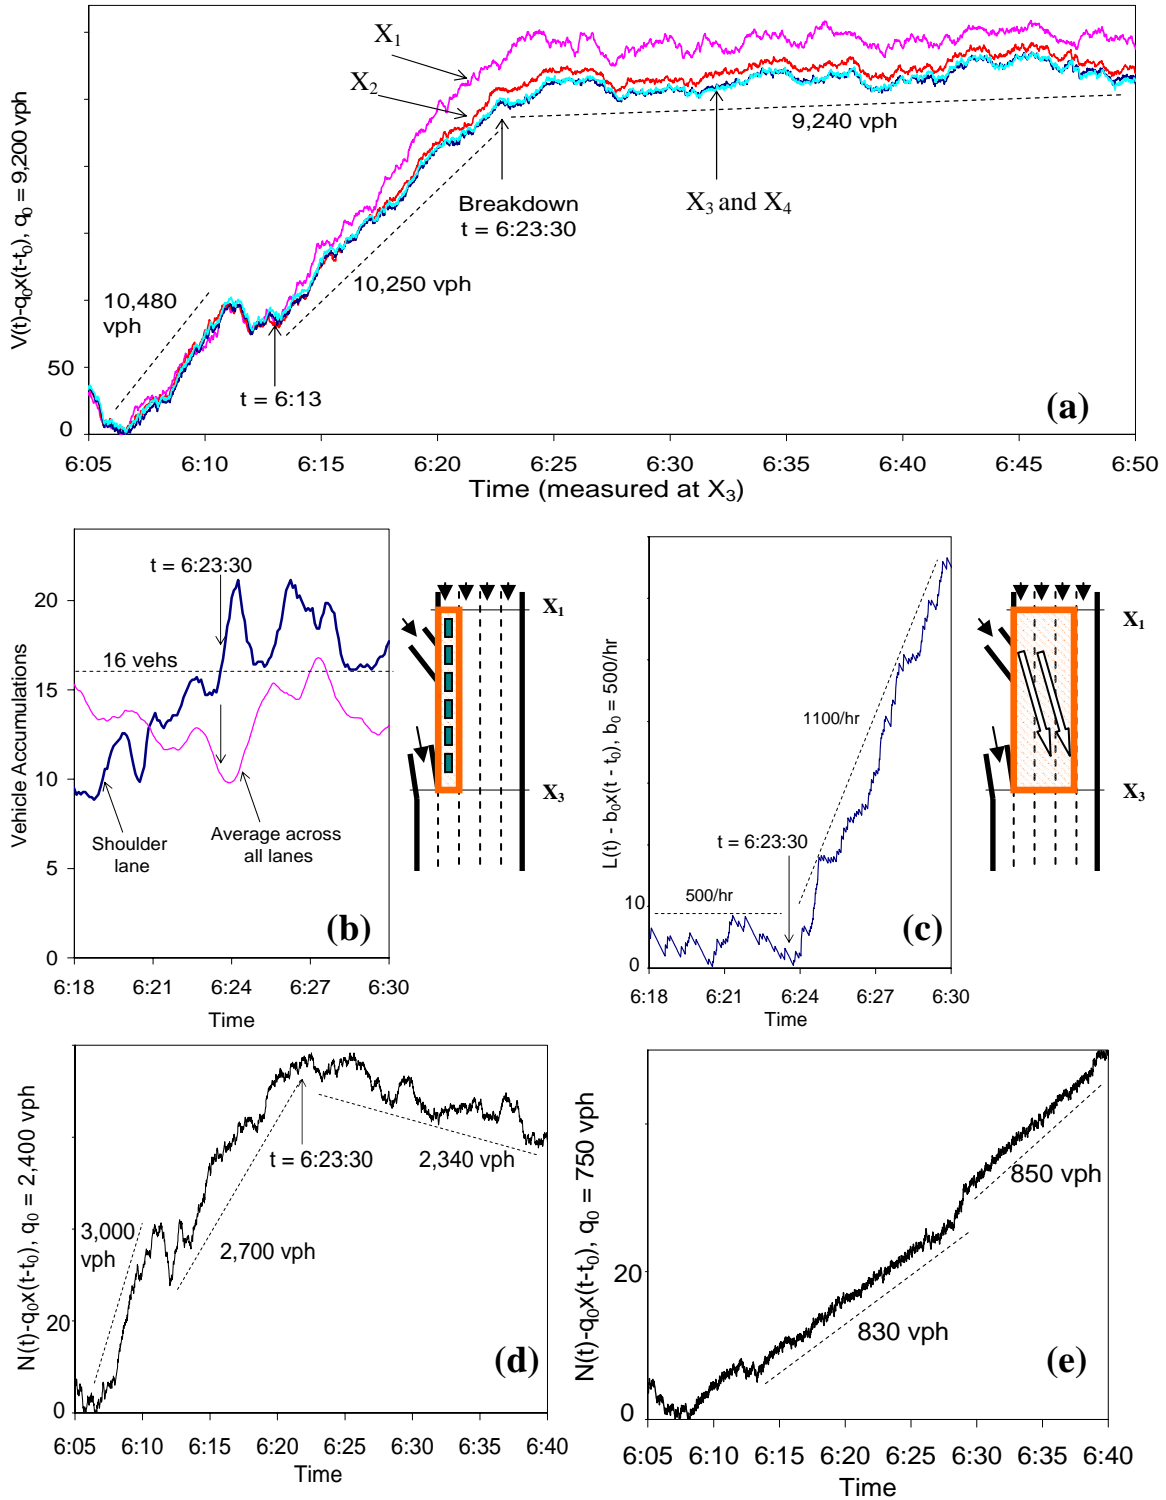 V(t)-q₀x(t-t₀), q₀ = 9,200 vph
X₁
X₂
9,240 vph
Breakdown
t = 6:23:30
X₃ and X₄
10,480
vph
10,250 vph
50
t = 6:13
(a)
0
6:05 6:10 6:15 6:20 6:25 6:30 6:35 6:40 6:45 6:50
Time (measured at X₃)
Vehicle Accumulations
t = 6:23:30
20
16 vehs
15
10
Shoulder
lane
Average across
all lanes
5
(b)
0
6:18 6:21 6:24 6:27 6:30
Time
X₁
X₃
L(t) - b₀x(t - t₀), b₀ = 500/hr
1100/hr
t = 6:23:30
10
500/hr
(c)
0
6:18 6:21 6:24 6:27 6:30
Time
X₁
X₃
N(t)-q₀x(t-t₀), q₀ = 2,400 vph
t = 6:23:30
2,340 vph
3,000
vph
2,700 vph
20
(d)
0
6:05 6:10 6:15 6:20 6:25 6:30 6:35 6:40
Time
N(t)-q₀x(t-t₀), q₀ = 750 vph
850 vph
20
830 vph
(e)
0
6:05 6:10 6:15 6:20 6:25 6:30 6:35 6:40
Time